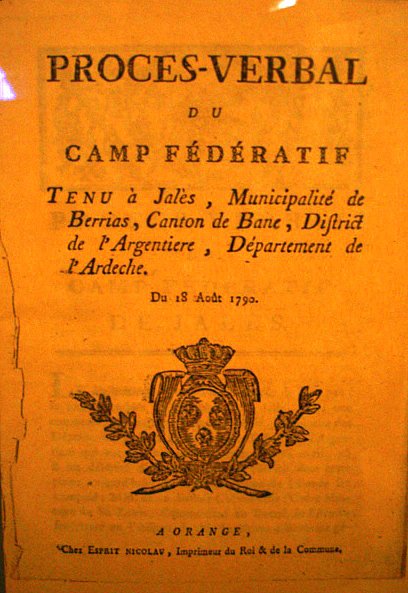 PROCES-VERBAL
DU
CAMP FÉDÉRATIF
TENU à Jalès, Municipalité de
Berrias, Canton de Bane, Diſtrict
de l'Argentiere, Département de
l'Ardeche.
Du 18 Août 1790.
A ORANGE,
Chez ESPRIT NICOLAU, Imprimeur du Roi & de la Commune.